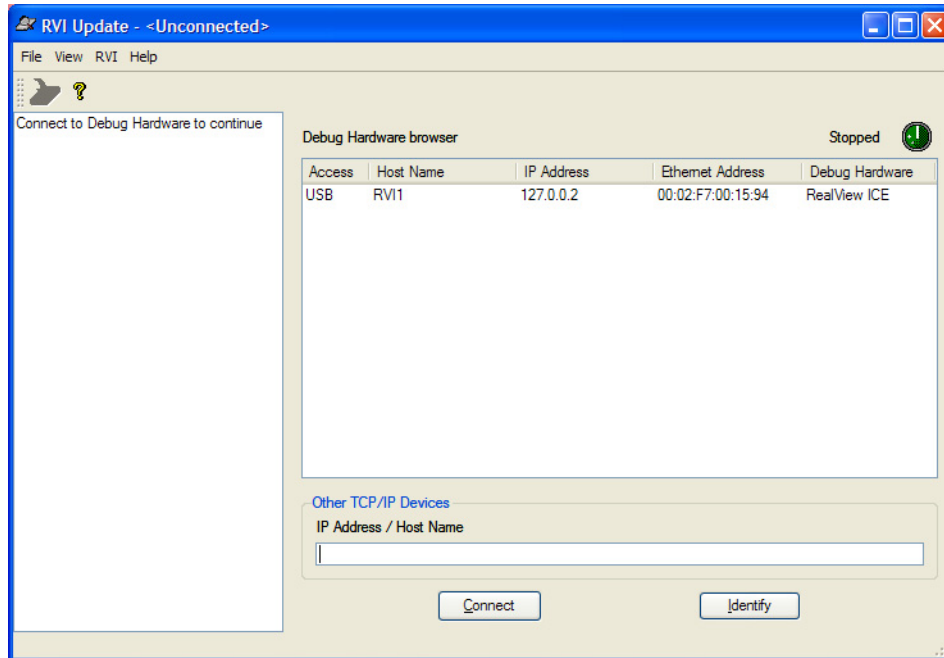 RVI Update - <Unconnected>
File View RVI Help
Connect to Debug Hardware to continue
Debug Hardware browser Stopped
Access Host Name IP Address Ethernet Address Debug Hardware
USB RVI1 127.0.0.2 00:02:F7:00:15:94 RealView ICE
Other TCP/IP Devices
IP Address / Host Name
Connect Identify